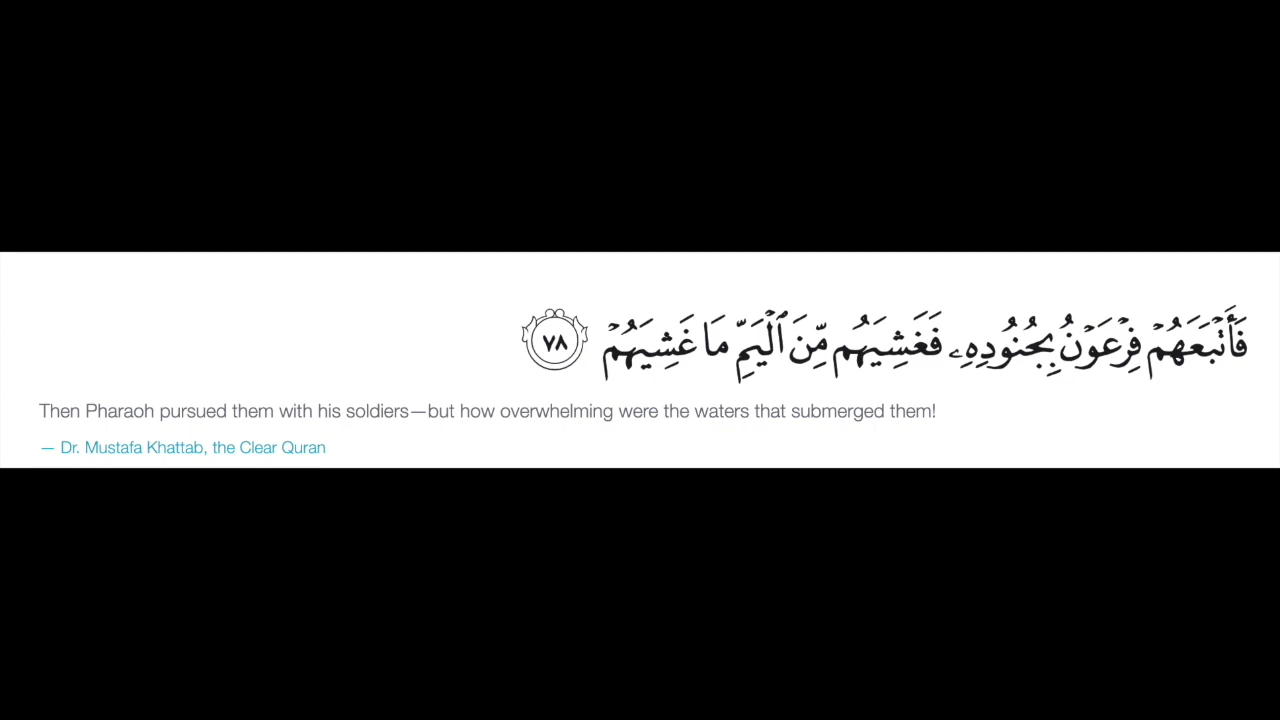 فَأَتۡبَعَهُمۡ فِرۡعَوۡنُ بِجُنُودِهِۦ فَغَشِيَهُم مِّنَ ٱلۡيَمِّ مَا غَشِيَهُمۡ ٧٨
Then Pharaoh pursued them with his soldiers—but how overwhelming were the waters that submerged them!
— Dr. Mustafa Khattab, the Clear Quran